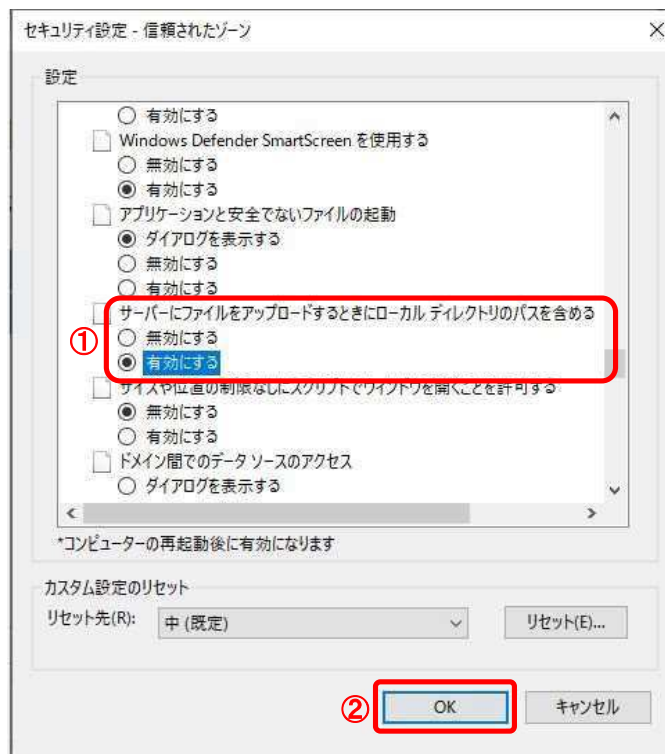 セキュリティ設定 - 信頼されたゾーン
設定
有効にする
Windows Defender SmartScreen を使用する
無効にする
有効にする
アプリケーションと安全でないファイルの起動
ダイアログを表示する
無効にする
有効にする
サーバーにファイルをアップロードするときにローカル ディレクトリのパスを含める
①
無効にする
有効にする
サイズや位置の制限なしにスクリプトでウィンドウを開くことを許可する
無効にする
有効にする
ドメイン間でのデータ ソースのアクセス
ダイアログを表示する
*コンピューターの再起動後に有効になります
カスタム設定のリセット
リセット先(R):
中 (既定)
リセット(E)...
②
OK
キャンセル